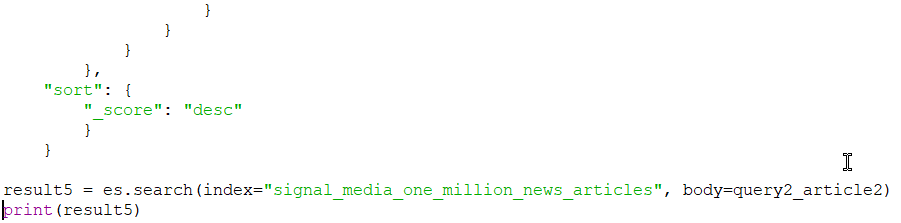 }
}
}
},
"sort": {
"_score": "desc"
}
}
result5 = es.search(index="signal_media_one_million_news_articles", body=query2_article2)
print(result5)